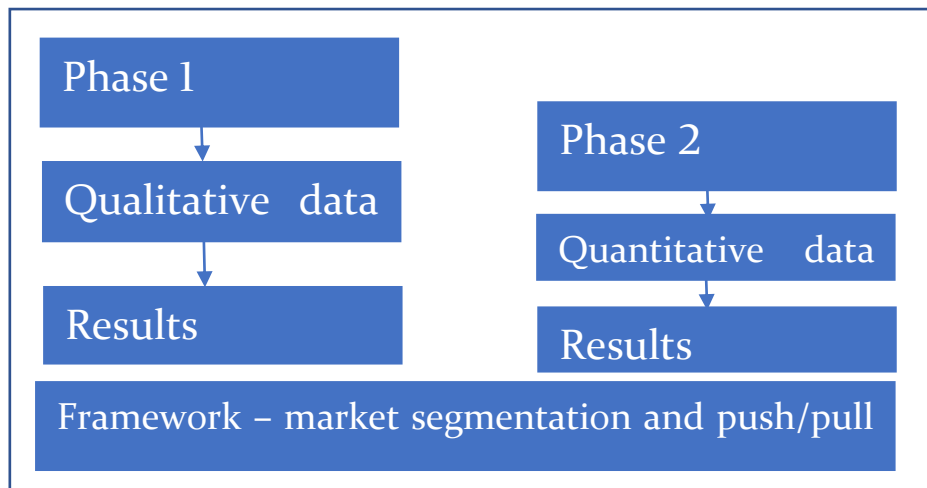 Phase 1
Qualitative data
Results
Phase 2
Quantitative data
Results
Framework – market segmentation and push/pull